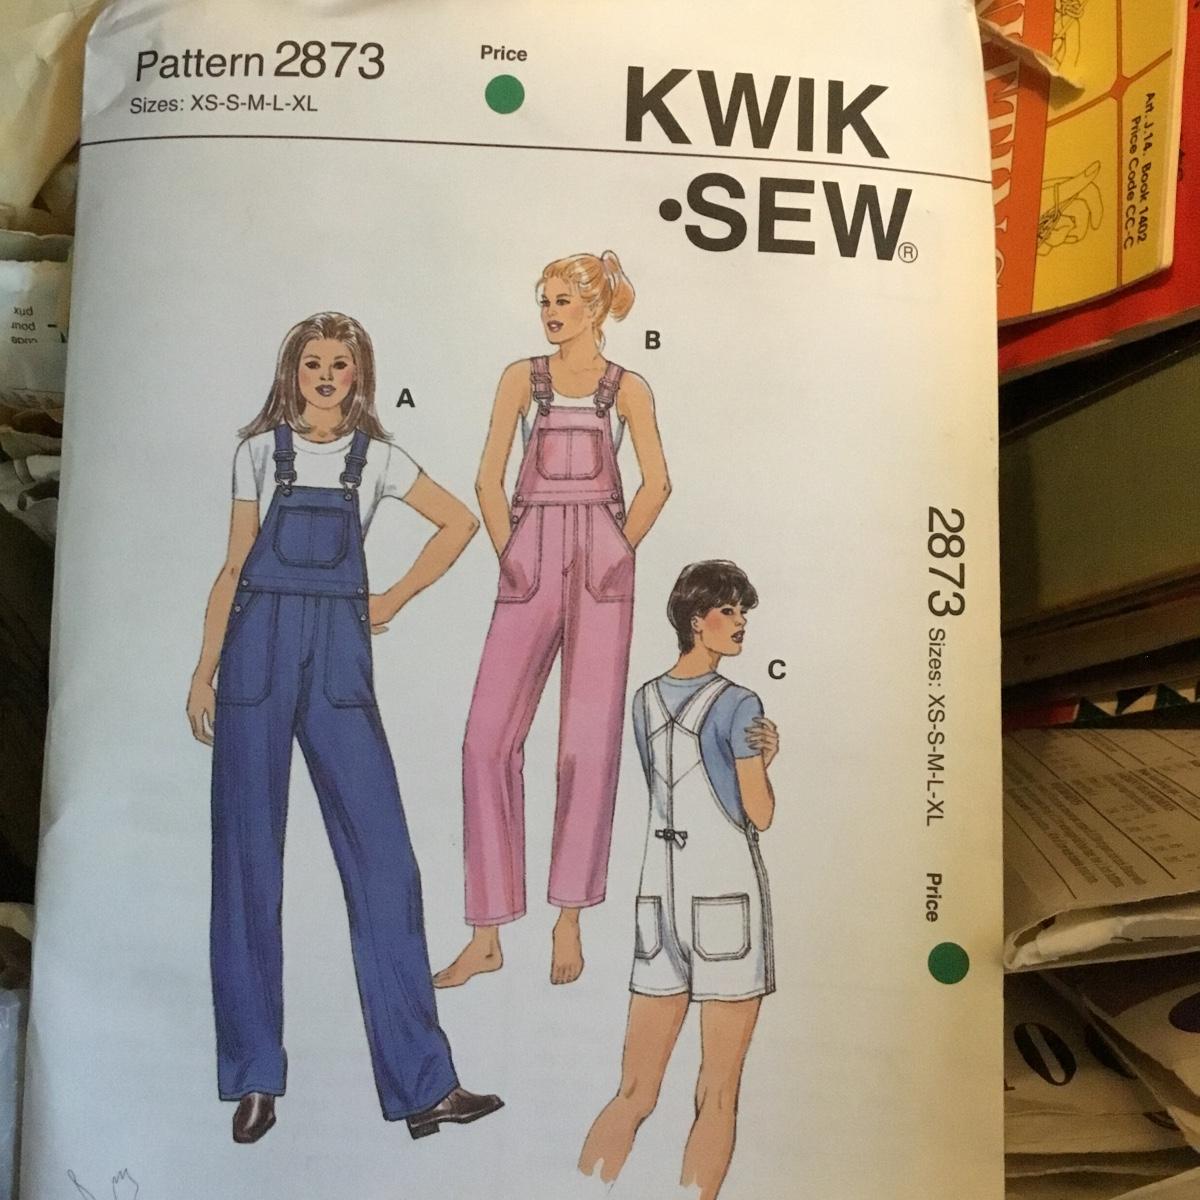 Pattern 2873
Sizes: XS-S-M-L-XL
Price
KWIK
•SEW®
A
B
C
2873 Sizes: XS-S-M-L-XL Price
Art. J.14. Book 1402
Price Code CC-C